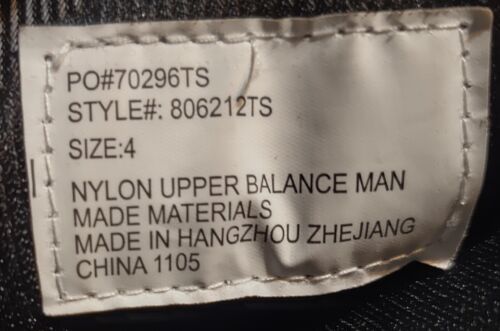 PO#70296TS
STYLE#: 806212TS
SIZE:4
NYLON UPPER BALANCE MAN
MADE MATERIALS
MADE IN HANGZHOU ZHEJIANG
CHINA 1105